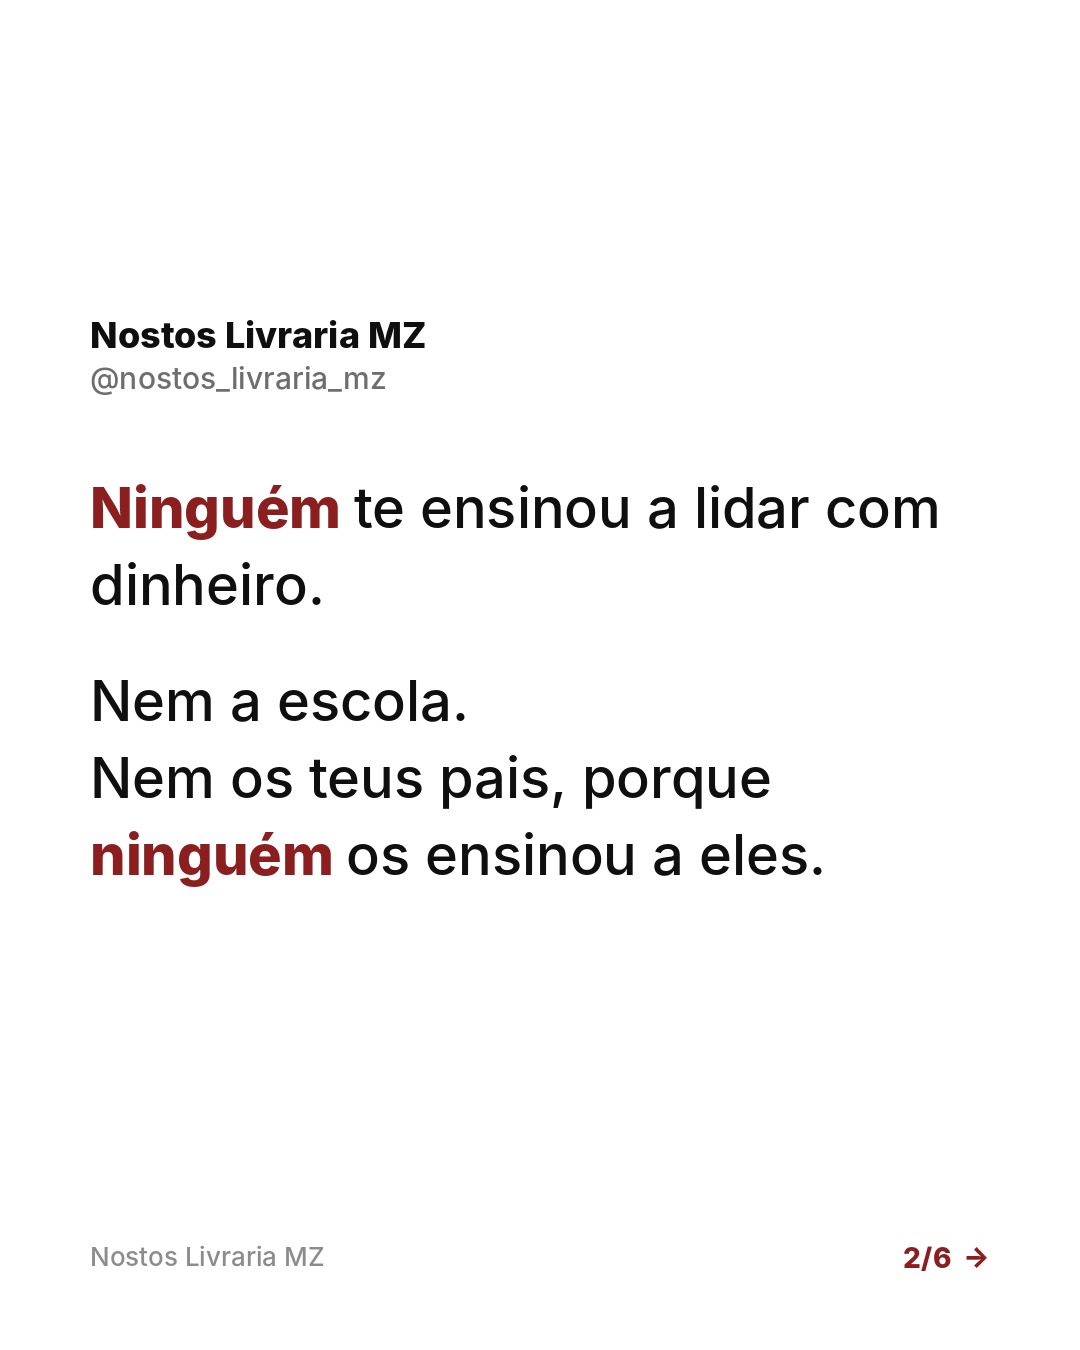 Nostos Livraria MZ
@nostos_livraria_mz
Ninguém te ensinou a lidar com
dinheiro.
Nem a escola.
Nem os teus pais, porque
ninguém os ensinou a eles.
Nostos Livraria MZ
2/6 →